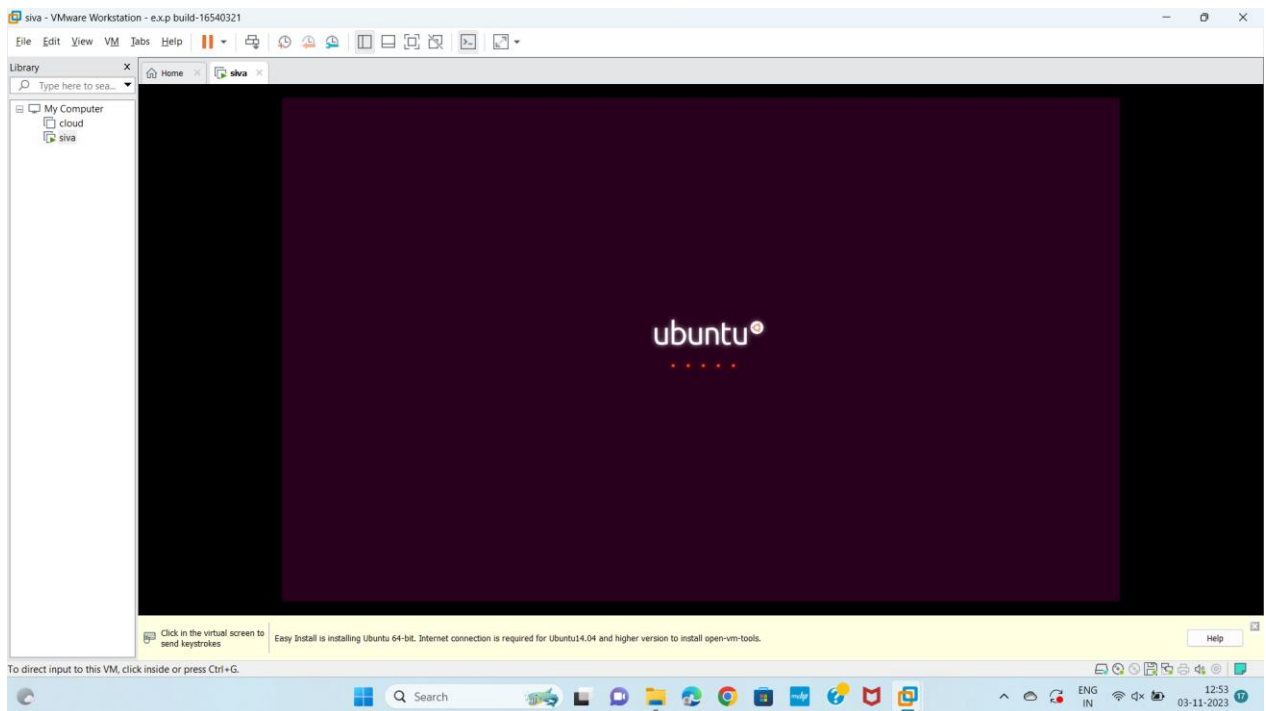 siva - VMware Workstation - e.x.p build-16540321
File Edit View VM Tabs Help
Library X
Home siva
Type here to sea...
My Computer
cloud
siva
ubuntu
Click in the virtual screen to
send keystrokes
Easy Install is installing Ubuntu 64-bit. Internet connection is required for Ubuntu14.04 and higher version to install open-vm-tools.
Help
To direct input to this VM, click inside or press Ctrl+G.
Search
mdp
ENG
IN
12:53
03-11-2023
17